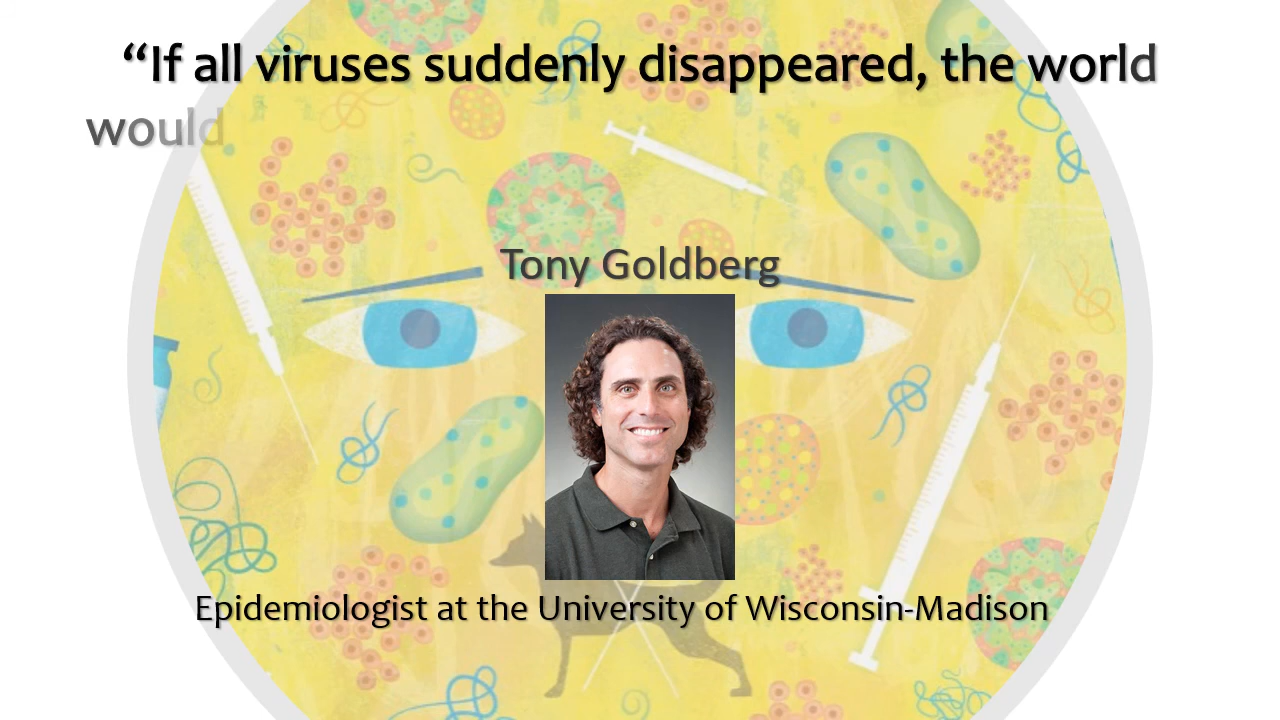 “If all viruses suddenly disappeared, the world
would
Tony Goldberg
Epidemiologist at the University of Wisconsin-Madison